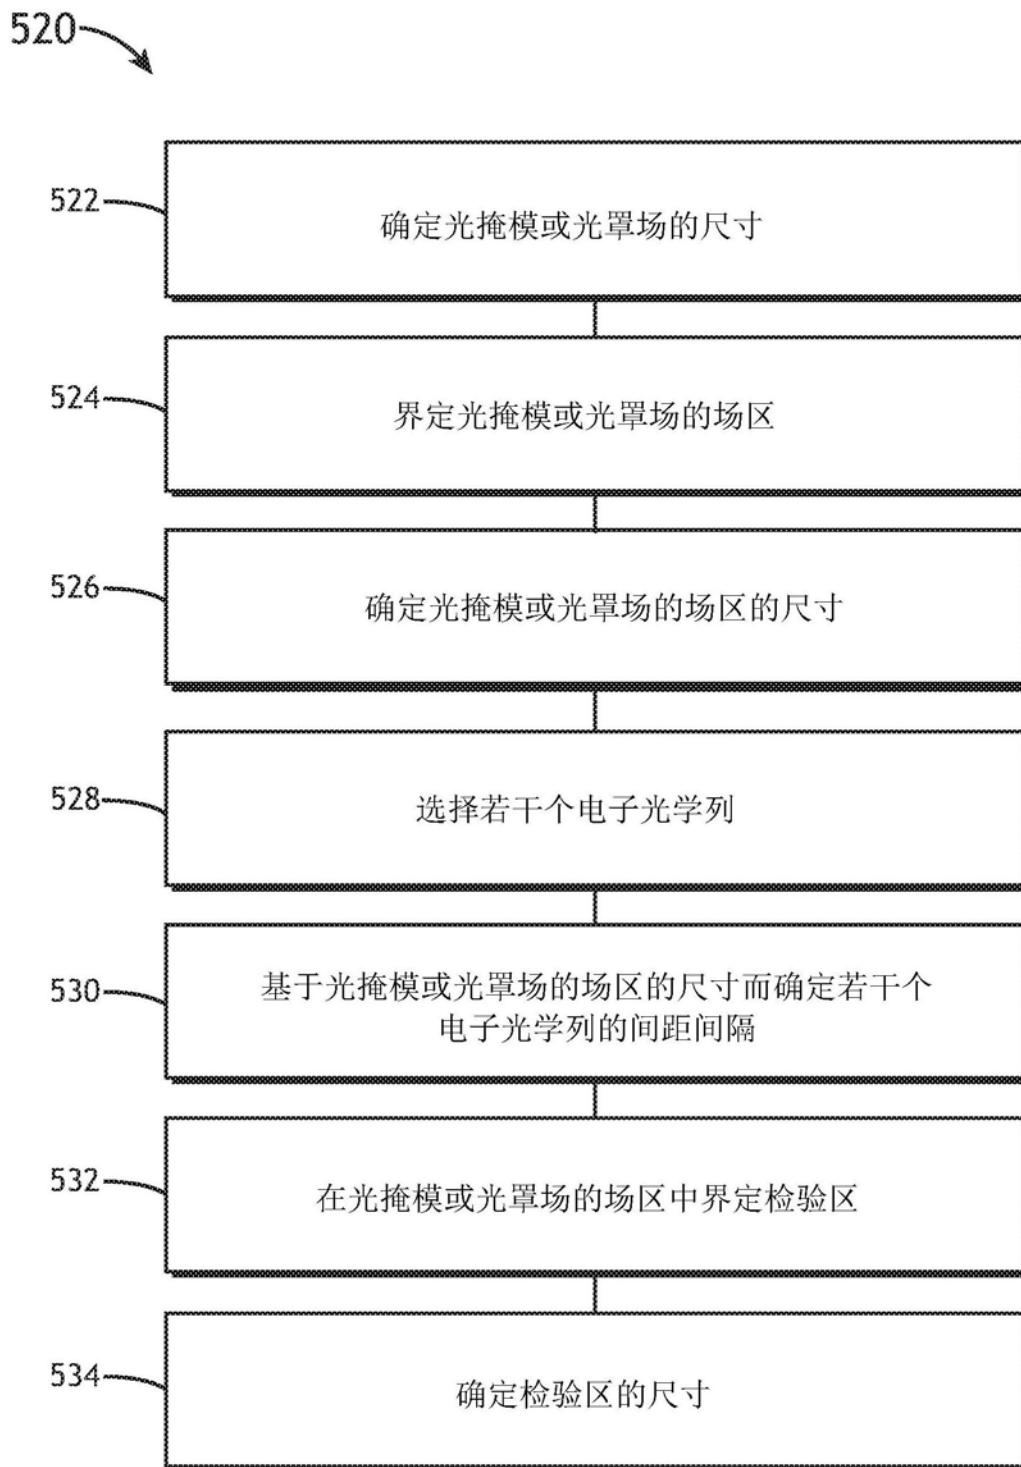 520
522
确定光掩模或光罩场的尺寸
524
界定光掩模或光罩场的场区
526
确定光掩模或光罩场的场区的尺寸
528
选择若干个电子光学列
530
基于光掩模或光罩场的场区的尺寸而确定若干个
电子光学列的间距间隔
532
在光掩模或光罩场的场区中界定检验区
534
确定检验区的尺寸